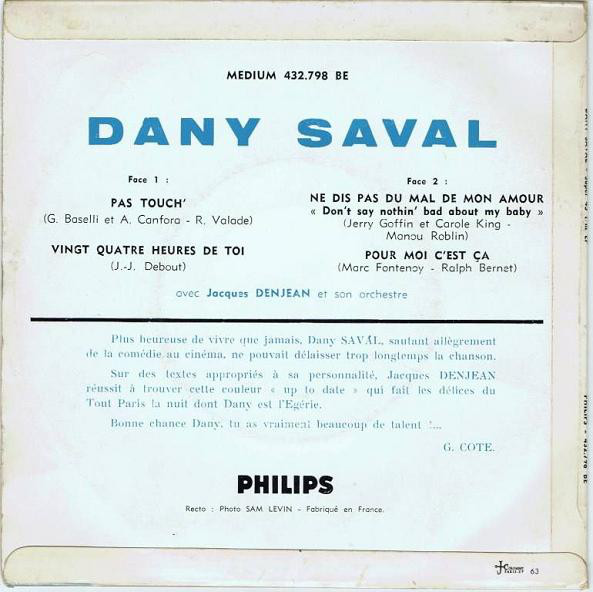 MEDIUM 432.798 BE
DANY SAVAL
Face 1 :
PAS TOUCH'
(G. Baselli et A. Canfora - R. Valade)
VINGT QUATRE HEURES DE TOI
(J.-J. Debout)
Face 2 :
NE DIS PAS DU MAL DE MON AMOUR
« Don't say nothin' bad about my baby »
(Jerry Goffin et Carole King -
Manou Roblin)
POUR MOI C'EST ÇA
(Marc Fontenoy - Ralph Bernet)
avec Jacques DENJEAN et son orchestre
Plus heureuse de vivre que jamais, Dany SAVAL, sautant allègrement
de la comédie au cinéma, ne pouvait délaisser trop longtemps la chanson.
Sur des textes appropriés à sa personnalité, Jacques DENJEAN
réussit à trouver cette couleur « up to date » qui fait les délices du
Tout Paris la nuit dont Dany est l'Egérie.
Bonne chance Dany, tu as vraiment beaucoup de talent !...
G. COTE.
PHILIPS
Recto : Photo SAM LEVIN - Fabriqué en France.
63
PHILIPS - 432.798 BE